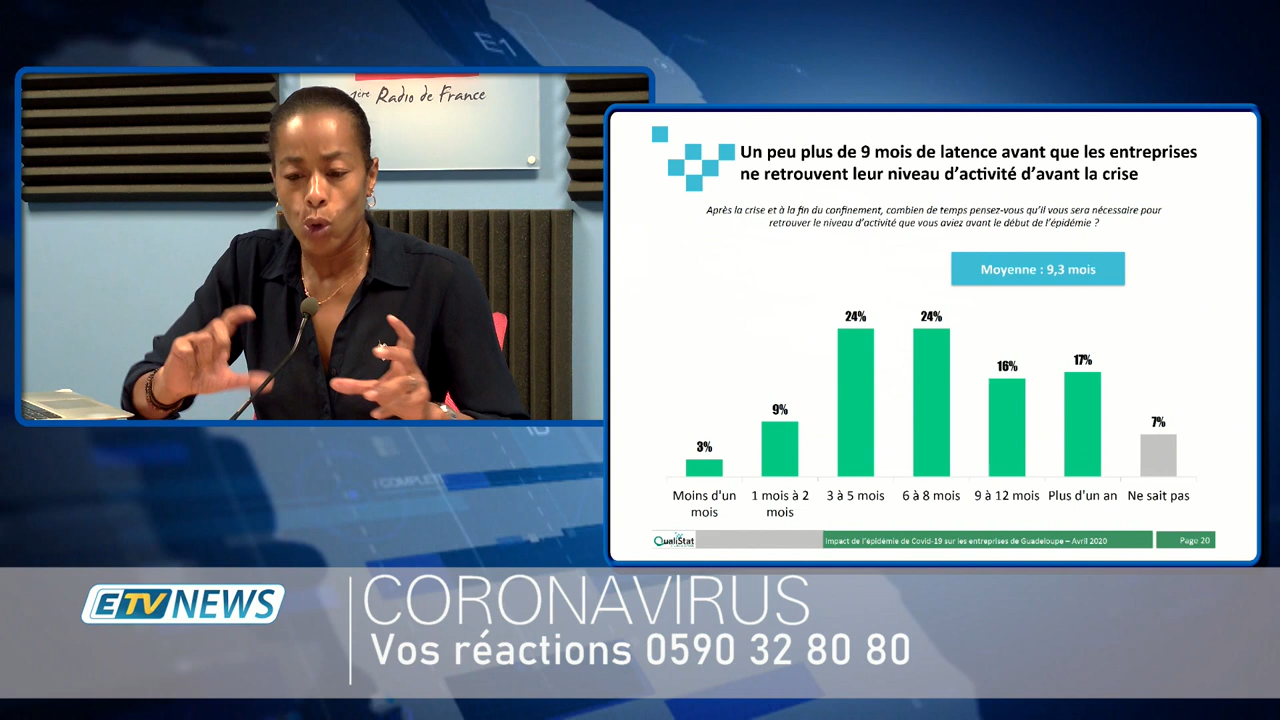 1ère Radio de France
Un peu plus de 9 mois de latence avant que les entreprises
ne retrouvent leur niveau d'activité d'avant la crise
Après la crise et à la fin du confinement, combien de temps pensez-vous qu'il vous sera nécessaire pour
retrouver le niveau d'activité que vous aviez avant le début de l'épidémie ?
Moyenne : 9,3 mois
3%
9%
24%
24%
16%
17%
7%
Moins d'un
mois
1 mois à 2
mois
3 à 5 mois
6 à 8 mois
9 à 12 mois
Plus d'un an
Ne sait pas
QualiStat
Impact de l'épidémie de Covid-19 sur les entreprises de Guadeloupe – Avril 2020
Page 20
ETV NEWS
CORONAVIRUS
Vos réactions 0590 32 80 80